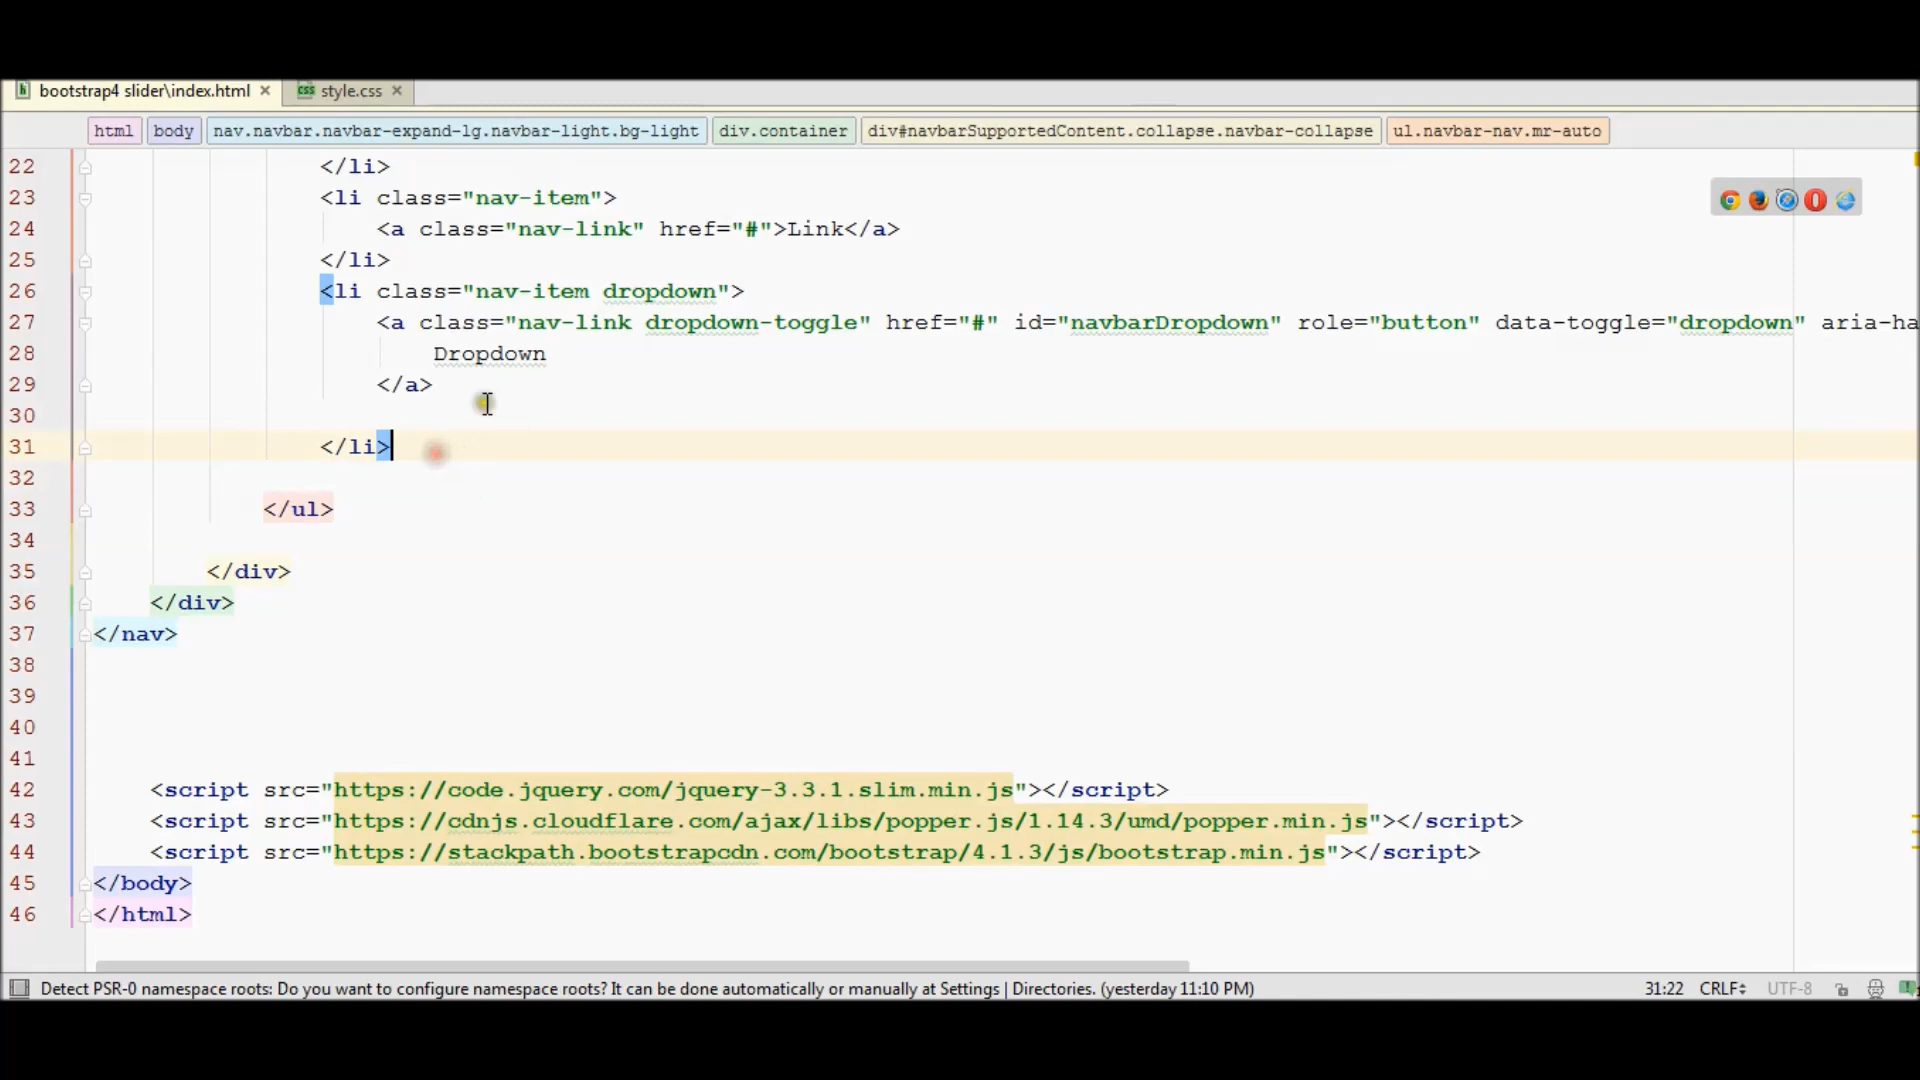 bootstrap4 slider\index.html × style.css ×
html body nav.navbar.navbar-expand-lg.navbar-light.bg-light div.container div#navbarSupportedContent.collapse.navbar-collapse ul.navbar-nav.mr-auto
22 </li>
23 <li class="nav-item">
24 <a class="nav-link" href="#">Link</a>
25 </li>
26 <li class="nav-item dropdown">
27 <a class="nav-link dropdown-toggle" href="#" id="navbarDropdown" role="button" data-toggle="dropdown" aria-ha
28 Dropdown
29 </a>
30
31 </li>
32
33 </ul>
34
35 </div>
36 </div>
37 </nav>
38
39
40
41
42 <script src="https://code.jquery.com/jquery-3.3.1.slim.min.js"></script>
43 <script src="https://cdnjs.cloudflare.com/ajax/libs/popper.js/1.14.3/umd/popper.min.js"></script>
44 <script src="https://stackpath.bootstrapcdn.com/bootstrap/4.1.3/js/bootstrap.min.js"></script>
45 </body>
46 </html>
Detect PSR-0 namespace roots: Do you want to configure namespace roots? It can be done automatically or manually at Settings | Directories. (yesterday 11:10 PM) 31:22 CRLF UTF-8